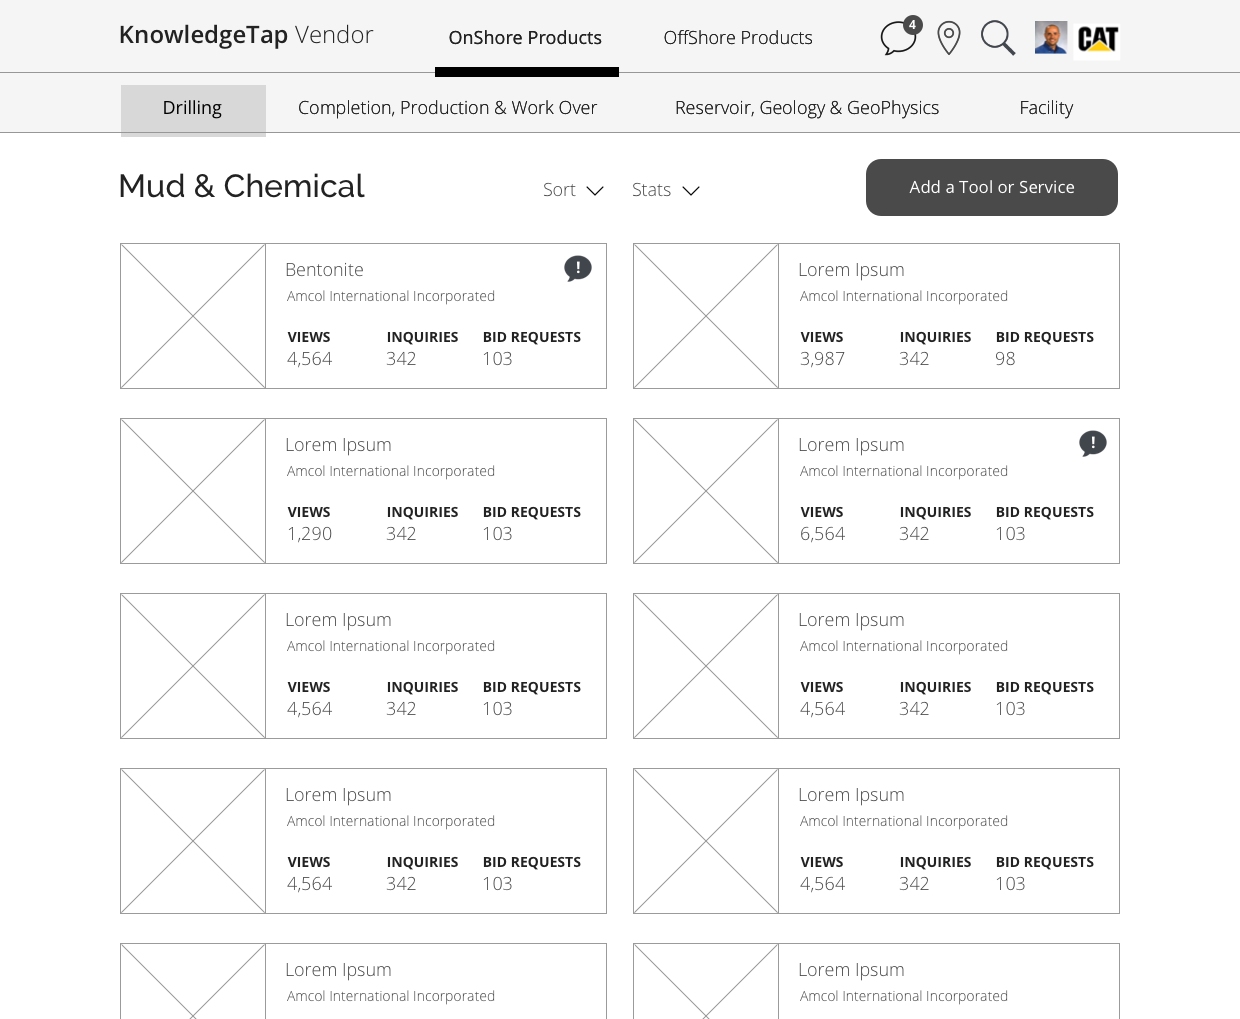 KnowledgeTap Vendor
OnShore Products
OffShore Products
4
CAT
Drilling
Completion, Production & Work Over
Reservoir, Geology & GeoPhysics
Facility
Mud & Chemical
Sort
Stats
Add a Tool or Service
Bentonite
!
Amcol International Incorporated
VIEWS INQUIRIES BID REQUESTS
4,564 342 103
Lorem Ipsum
Amcol International Incorporated
VIEWS INQUIRIES BID REQUESTS
3,987 342 98
Lorem Ipsum
Amcol International Incorporated
VIEWS INQUIRIES BID REQUESTS
1,290 342 103
Lorem Ipsum
!
Amcol International Incorporated
VIEWS INQUIRIES BID REQUESTS
6,564 342 103
Lorem Ipsum
Amcol International Incorporated
VIEWS INQUIRIES BID REQUESTS
4,564 342 103
Lorem Ipsum
Amcol International Incorporated
VIEWS INQUIRIES BID REQUESTS
4,564 342 103
Lorem Ipsum
Amcol International Incorporated
VIEWS INQUIRIES BID REQUESTS
4,564 342 103
Lorem Ipsum
Amcol International Incorporated
VIEWS INQUIRIES BID REQUESTS
4,564 342 103
Lorem Ipsum
Amcol International Incorporated
Lorem Ipsum
Amcol International Incorporated